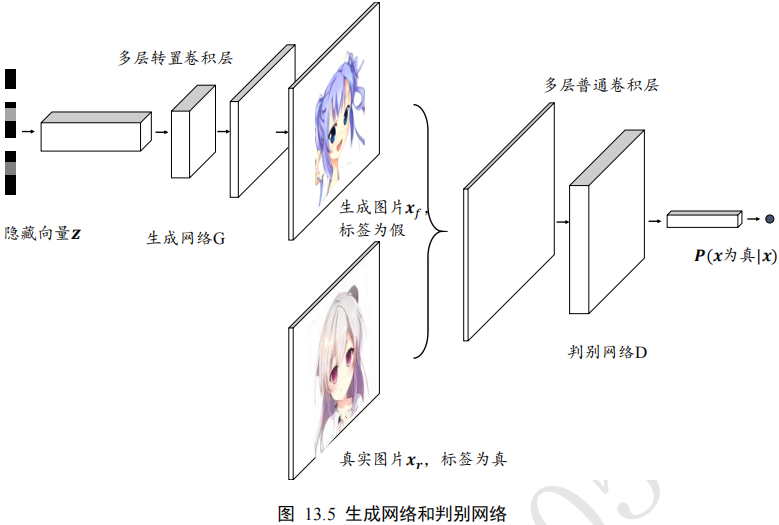 多层转置卷积层
多层普通卷积层
隐藏向量z
生成网络G
生成图片x_f，
标签为假
P(x为真|x)
判别网络D
真实图片x_r，标签为真
图 13.5 生成网络和判别网络